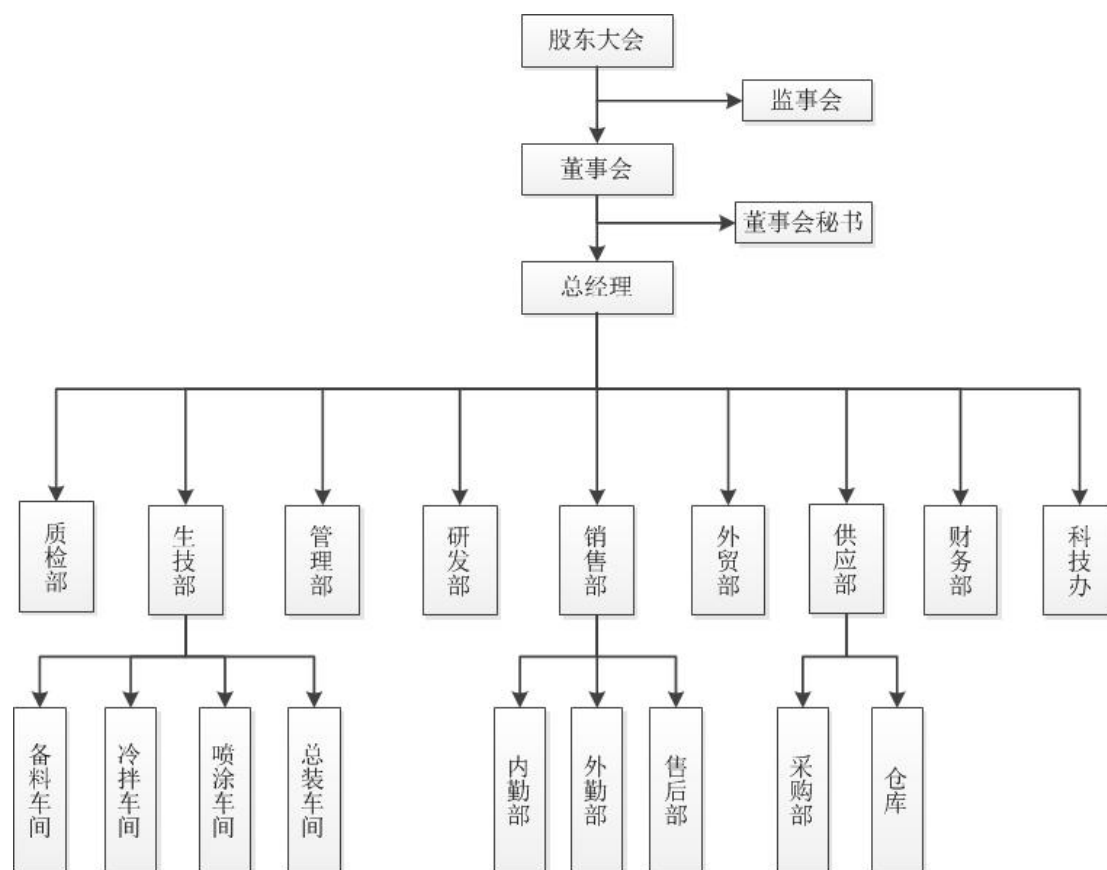 股东大会
监事会
董事会
董事会秘书
总经理
质检部
生技部
管理部
研发部
销售部
外贸部
供应部
财务部
科技办
备料车间
冷拌车间
喷涂车间
总装车间
内勤部
外勤部
售后部
采购部
仓库